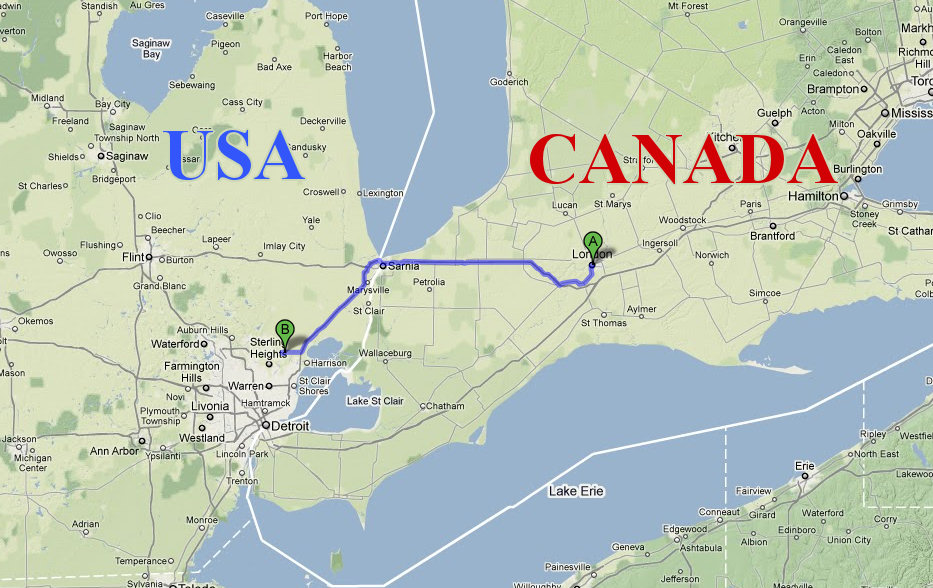 Standish
Au Gres
Caseville
Port Hope
Mt Forest
Saginaw
Bay
Pigeon
Harbor
Beach
Bad Axe
Sebewaing
Goderich
Orangeville
Bolton
Markh
Richmo
Hill
Erin
Caledon
East
Caledon
Toro
Brampton
Midland
Bay City
Cass City
Freeland
Saginaw
Township North
Deckerville
Acton
Mississ
Guelph
Milton
Oakville
USA
CANADA
Shields
Saginaw
Bridgeport
Burlington
St Charles
Croswell
Lexington
Lucan
St Marys
Paris
Hamilton
Grimsby
Stoney
Creek
Clio
Beecher
Yale
Woodstock
Brantford
St Cathar
Flushing
Lapeer
Imlay City
A
London
Ingersoll
Owosso
Flint
Burton
Norwich
Sarnia
Petrolia
Grand Blanc
Marysville
St Clair
Simcoe
Aylmer
St Thomas
Okemos
Auburn Hills
B
Waterford
Sterling
Heights
Mason
Farmington
Hills
Harrison
Wallaceburg
Warren
St Clair
Shores
Novi
Livonia
Hamtramck
Lake St Clair
Chatham
Plymouth
Township
Westland
Detroit
Jackson
Michigan
Center
Ann Arbor
Ypsilanti
Lincoln Park
Trenton
Ripley
Westfiel
North East
Erie
Lakewoo
Lake Erie
Fairview
Monroe
Adrian
Conneaut
Girard
Waterford
Corry
Edgewood
Ashtabula
Albion
Edinboro
Union City
Geneva
Temperance
Painesville
Jefferson
Sylvania
Toledo
Willoughby
Meadville